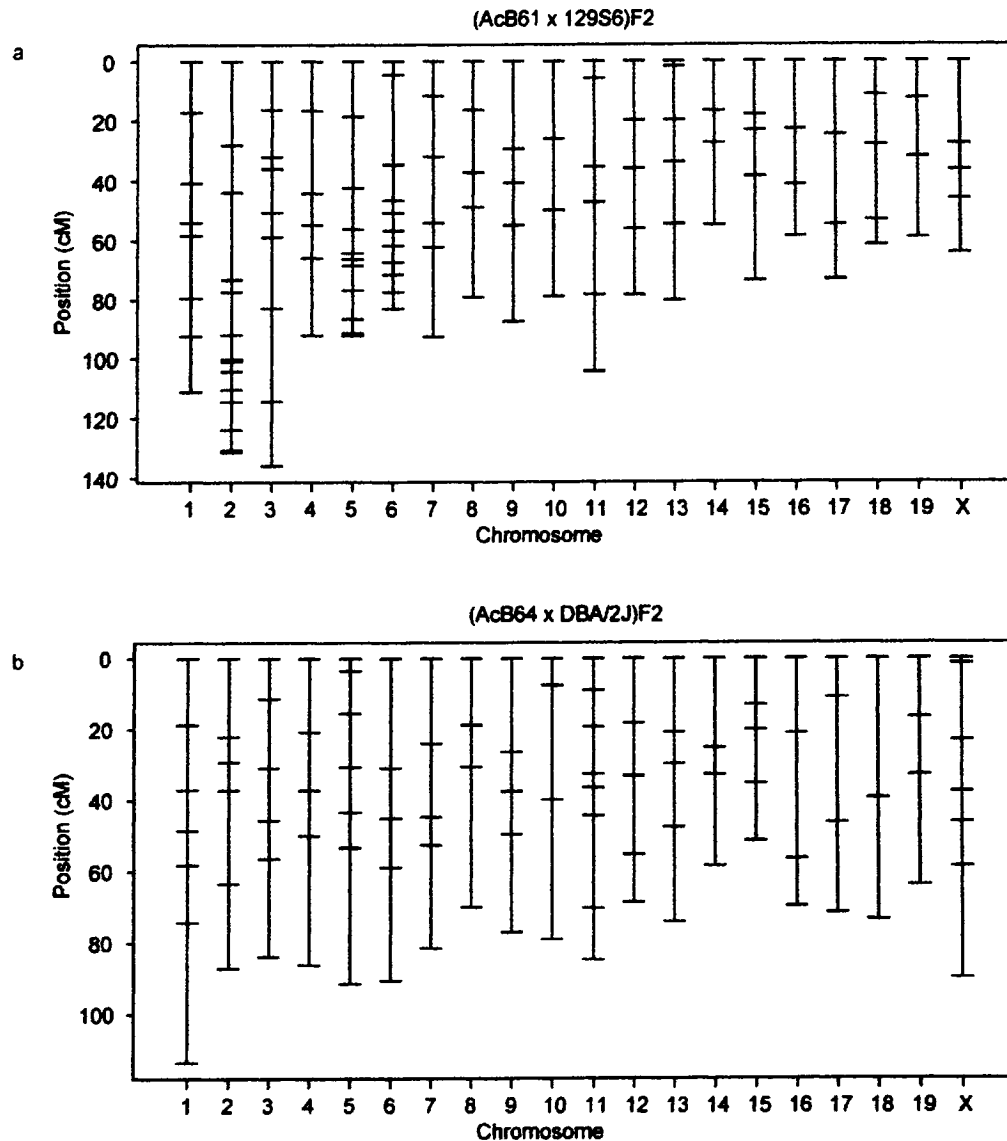 (AcB61 x 129S6)F2
a
0
20
40
60
80
100
120
140
Position (cM)
1 2 3 4 5 6 7 8 9 10 11 12 13 14 15 16 17 18 19 X
Chromosome
(AcB64 x DBA/2J)F2
b
0
20
40
60
80
100
Position (cM)
1 2 3 4 5 6 7 8 9 10 11 12 13 14 15 16 17 18 19 X
Chromosome